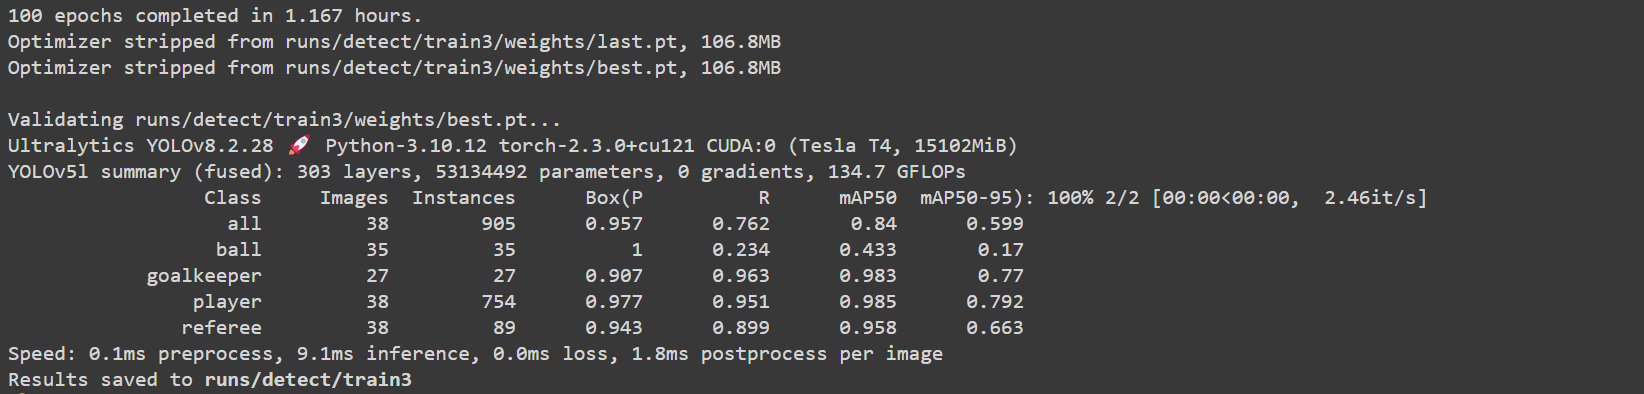 100 epochs completed in 1.167 hours.
Optimizer stripped from runs/detect/train3/weights/last.pt, 106.8MB
Optimizer stripped from runs/detect/train3/weights/best.pt, 106.8MB
Validating runs/detect/train3/weights/best.pt...
Ultralytics YOLOv8.2.28 🚀 Python-3.10.12 torch-2.3.0+cu121 CUDA:0 (Tesla T4, 15102MiB)
YOLOv5l summary (fused): 303 layers, 53134492 parameters, 0 gradients, 134.7 GFLOPs
Class Images Instances Box(P R mAP50 mAP50-95): 100% 2/2 [00:00<00:00, 2.46it/s]
all 38 905 0.957 0.762 0.84 0.599
ball 35 35 1 0.234 0.433 0.17
goalkeeper 27 27 0.907 0.963 0.983 0.77
player 38 754 0.977 0.951 0.985 0.792
referee 38 89 0.943 0.899 0.958 0.663
Speed: 0.1ms preprocess, 9.1ms inference, 0.0ms loss, 1.8ms postprocess per image
Results saved to runs/detect/train3